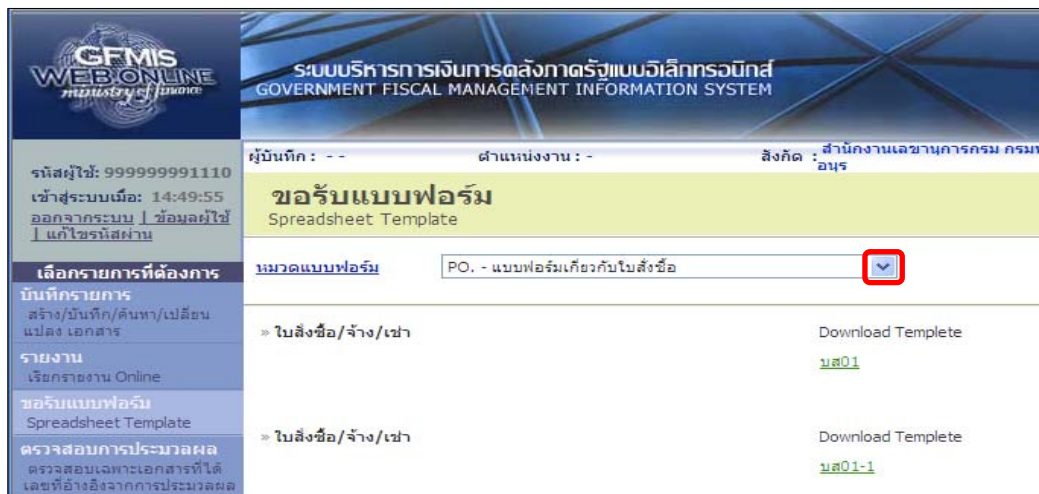 GFMIS
WEB ONLINE
ministry of finance
ระบบบริหารการเงินการคลังภาครัฐแบบอิเล็กทรอนิกส์
GOVERNMENT FISCAL MANAGEMENT INFORMATION SYSTEM
ผู้บันทึก : - - ตำแหน่งงาน : - สังกัด : สำนักงานเลขานุการกรม
อนุร
รหัสผู้ใช้: 999999991110
เข้าสู่ระบบเมื่อ: 14:49:55
ออกจากระบบ | ข้อมูลผู้ใช้
| แก้ไขรหัสผ่าน
ขอรับแบบฟอร์ม
Spreadsheet Template
เลือกรายการที่ต้องการ
บันทึกรายการ
สร้าง/บันทึก/ค้นหา/เปลี่ยน
แปลง เอกสาร
รายงาน
เรียกรายงาน Online
ขอรับแบบฟอร์ม
Spreadsheet Template
ตรวจสอบการประมวลผล
ตรวจสอบเฉพาะเอกสารที่ได้
เลขที่อ้างอิงจากการประมวลผล
หมวดแบบฟอร์ม PO. - แบบฟอร์มเกี่ยวกับใบสั่งซื้อ
» ใบสั่งซื้อ/จ้าง/เช่า Download Templete
บส01
» ใบสั่งซื้อ/จ้าง/เช่า Download Templete
บส01-1